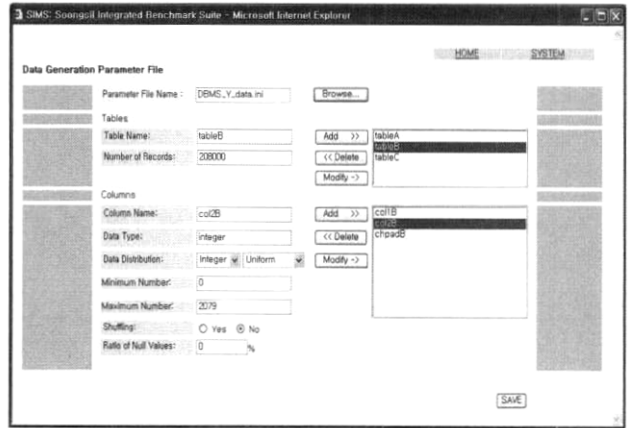 SIMS: Soongsil Integrated Benchmark Suite - Microsoft Internet Explorer
HOME SYSTEM
Data Generation Parameter File
Parameter File Name : DBMS_Y_data.ini Browse...
Tables
Table Name: tableB Add >> tableA
Number of Records: 208000 << Delete tableB
tableC
Modify ->
Columns
Column Name: col2B Add >> col1B
col2B
Data Type: integer << Delete chpadB
Data Distribution: Integer Uniform Modify ->
Minimum Number: 0
Maximum Number: 2079
Shuffling: Yes No
Ratio of Null Values: 0 %
SAVE